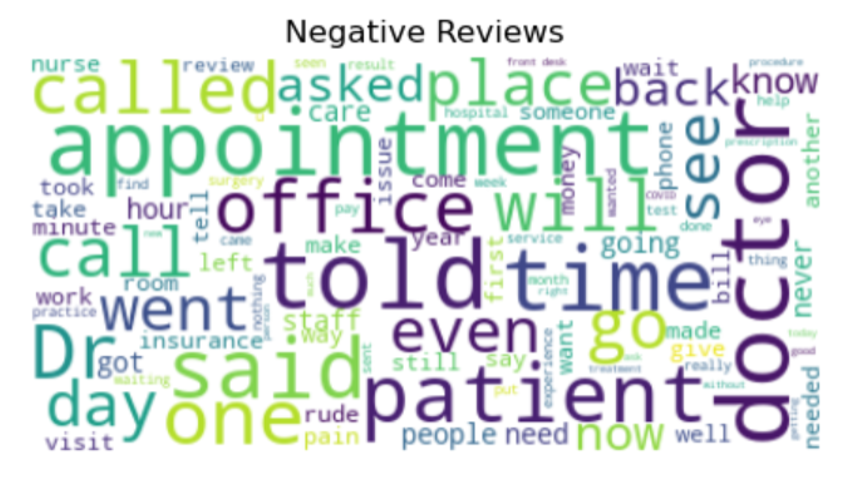 Negative Reviews
nurse review seen result front desk wait procedure
called asked place back know
care hospital someone help
appointment phone see prescription another
issue money wanted
took find surgery come week COVID
take minute hour tell office pay will test
came year done eye doctor
call new left make first service going
room told time bill thing never
work practice went nothing person much month right
staff way even go made today
Dr got insurance sent still say experience want give good
waiting said ask treatment really
day one put patient without
rude getting needed
visit pain people need now well